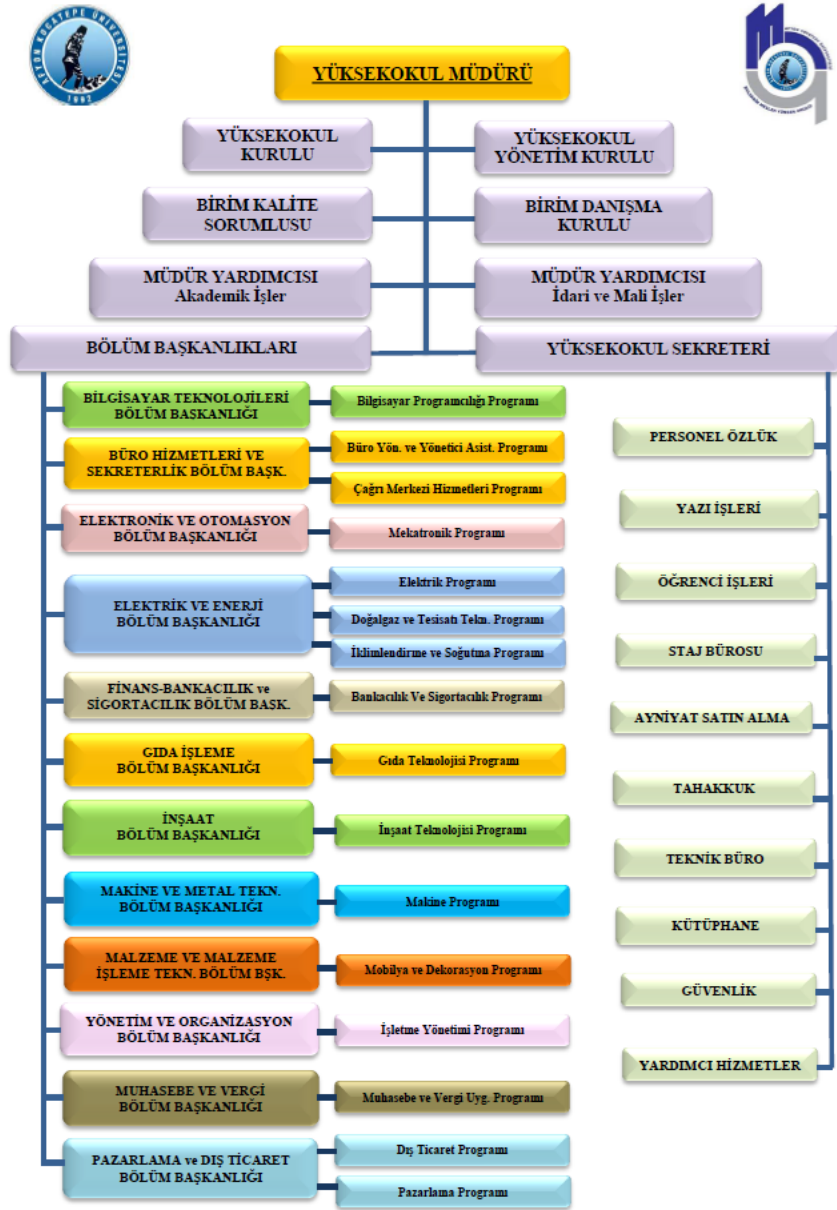 AFYON KOCATEPE ÜNİVERSİTESİ
1992
YÜKSEKOKUL MÜDÜRÜ
YÜKSEKOKUL
KURULU
YÜKSEKOKUL
YÖNETİM KURULU
BİRİM KALİTE
SORUMLUSU
BİRİM DANIŞMA
KURULU
MÜDÜR YARDIMCISI
Akademik İşler
MÜDÜR YARDIMCISI
İdari ve Mali İşler
BÖLÜM BAŞKANLIKLARI
YÜKSEKOKUL SEKRETERİ
BİLGİSAYAR TEKNOLOJİLERİ
BÖLÜM BAŞKANLIĞI
Bilgisayar Programcılığı Programı
BÜRO HİZMETLERİ VE
SEKRETERLİK BÖLÜM BAŞK.
Büro Yön. ve Yönetici Asist. Programı
Çağrı Merkezi Hizmetleri Programı
ELEKTRONİK VE OTOMASYON
BÖLÜM BAŞKANLIĞI
Mekatronik Programı
ELEKTRİK VE ENERJİ
BÖLÜM BAŞKANLIĞI
Elektrik Programı
Doğalgaz ve Tesisatı Tekn. Programı
İklimlendirme ve Soğutma Programı
FİNANS-BANKACILIK ve
SİGORTACILIK BÖLÜM BAŞK.
Bankacılık Ve Sigortacılık Programı
GIDA İŞLEME
BÖLÜM BAŞKANLIĞI
Gıda Teknolojisi Programı
İNŞAAT
BÖLÜM BAŞKANLIĞI
İnşaat Teknolojisi Programı
MAKİNE VE METAL TEKN.
BÖLÜM BAŞKANLIĞI
Makine Programı
MALZEME VE MALZEME
İŞLEME TEKN. BÖLÜM BŞK.
Mobilya ve Dekorasyon Programı
YÖNETİM VE ORGANİZASYON
BÖLÜM BAŞKANLIĞI
İşletme Yönetimi Programı
MUHASEBE VE VERGİ
BÖLÜM BAŞKANLIĞI
Muhasebe ve Vergi Uyg. Programı
PAZARLAMA ve DIŞ TİCARET
BÖLÜM BAŞKANLIĞI
Dış Ticaret Programı
Pazarlama Programı
PERSONEL ÖZLÜK
YAZI İŞLERİ
ÖĞRENCİ İŞLERİ
STAJ BÜROSU
AYNİYAT SATIN ALMA
TAHAKKUK
TEKNİK BÜRO
KÜTÜPHANE
GÜVENLİK
YARDIMCI HİZMETLER